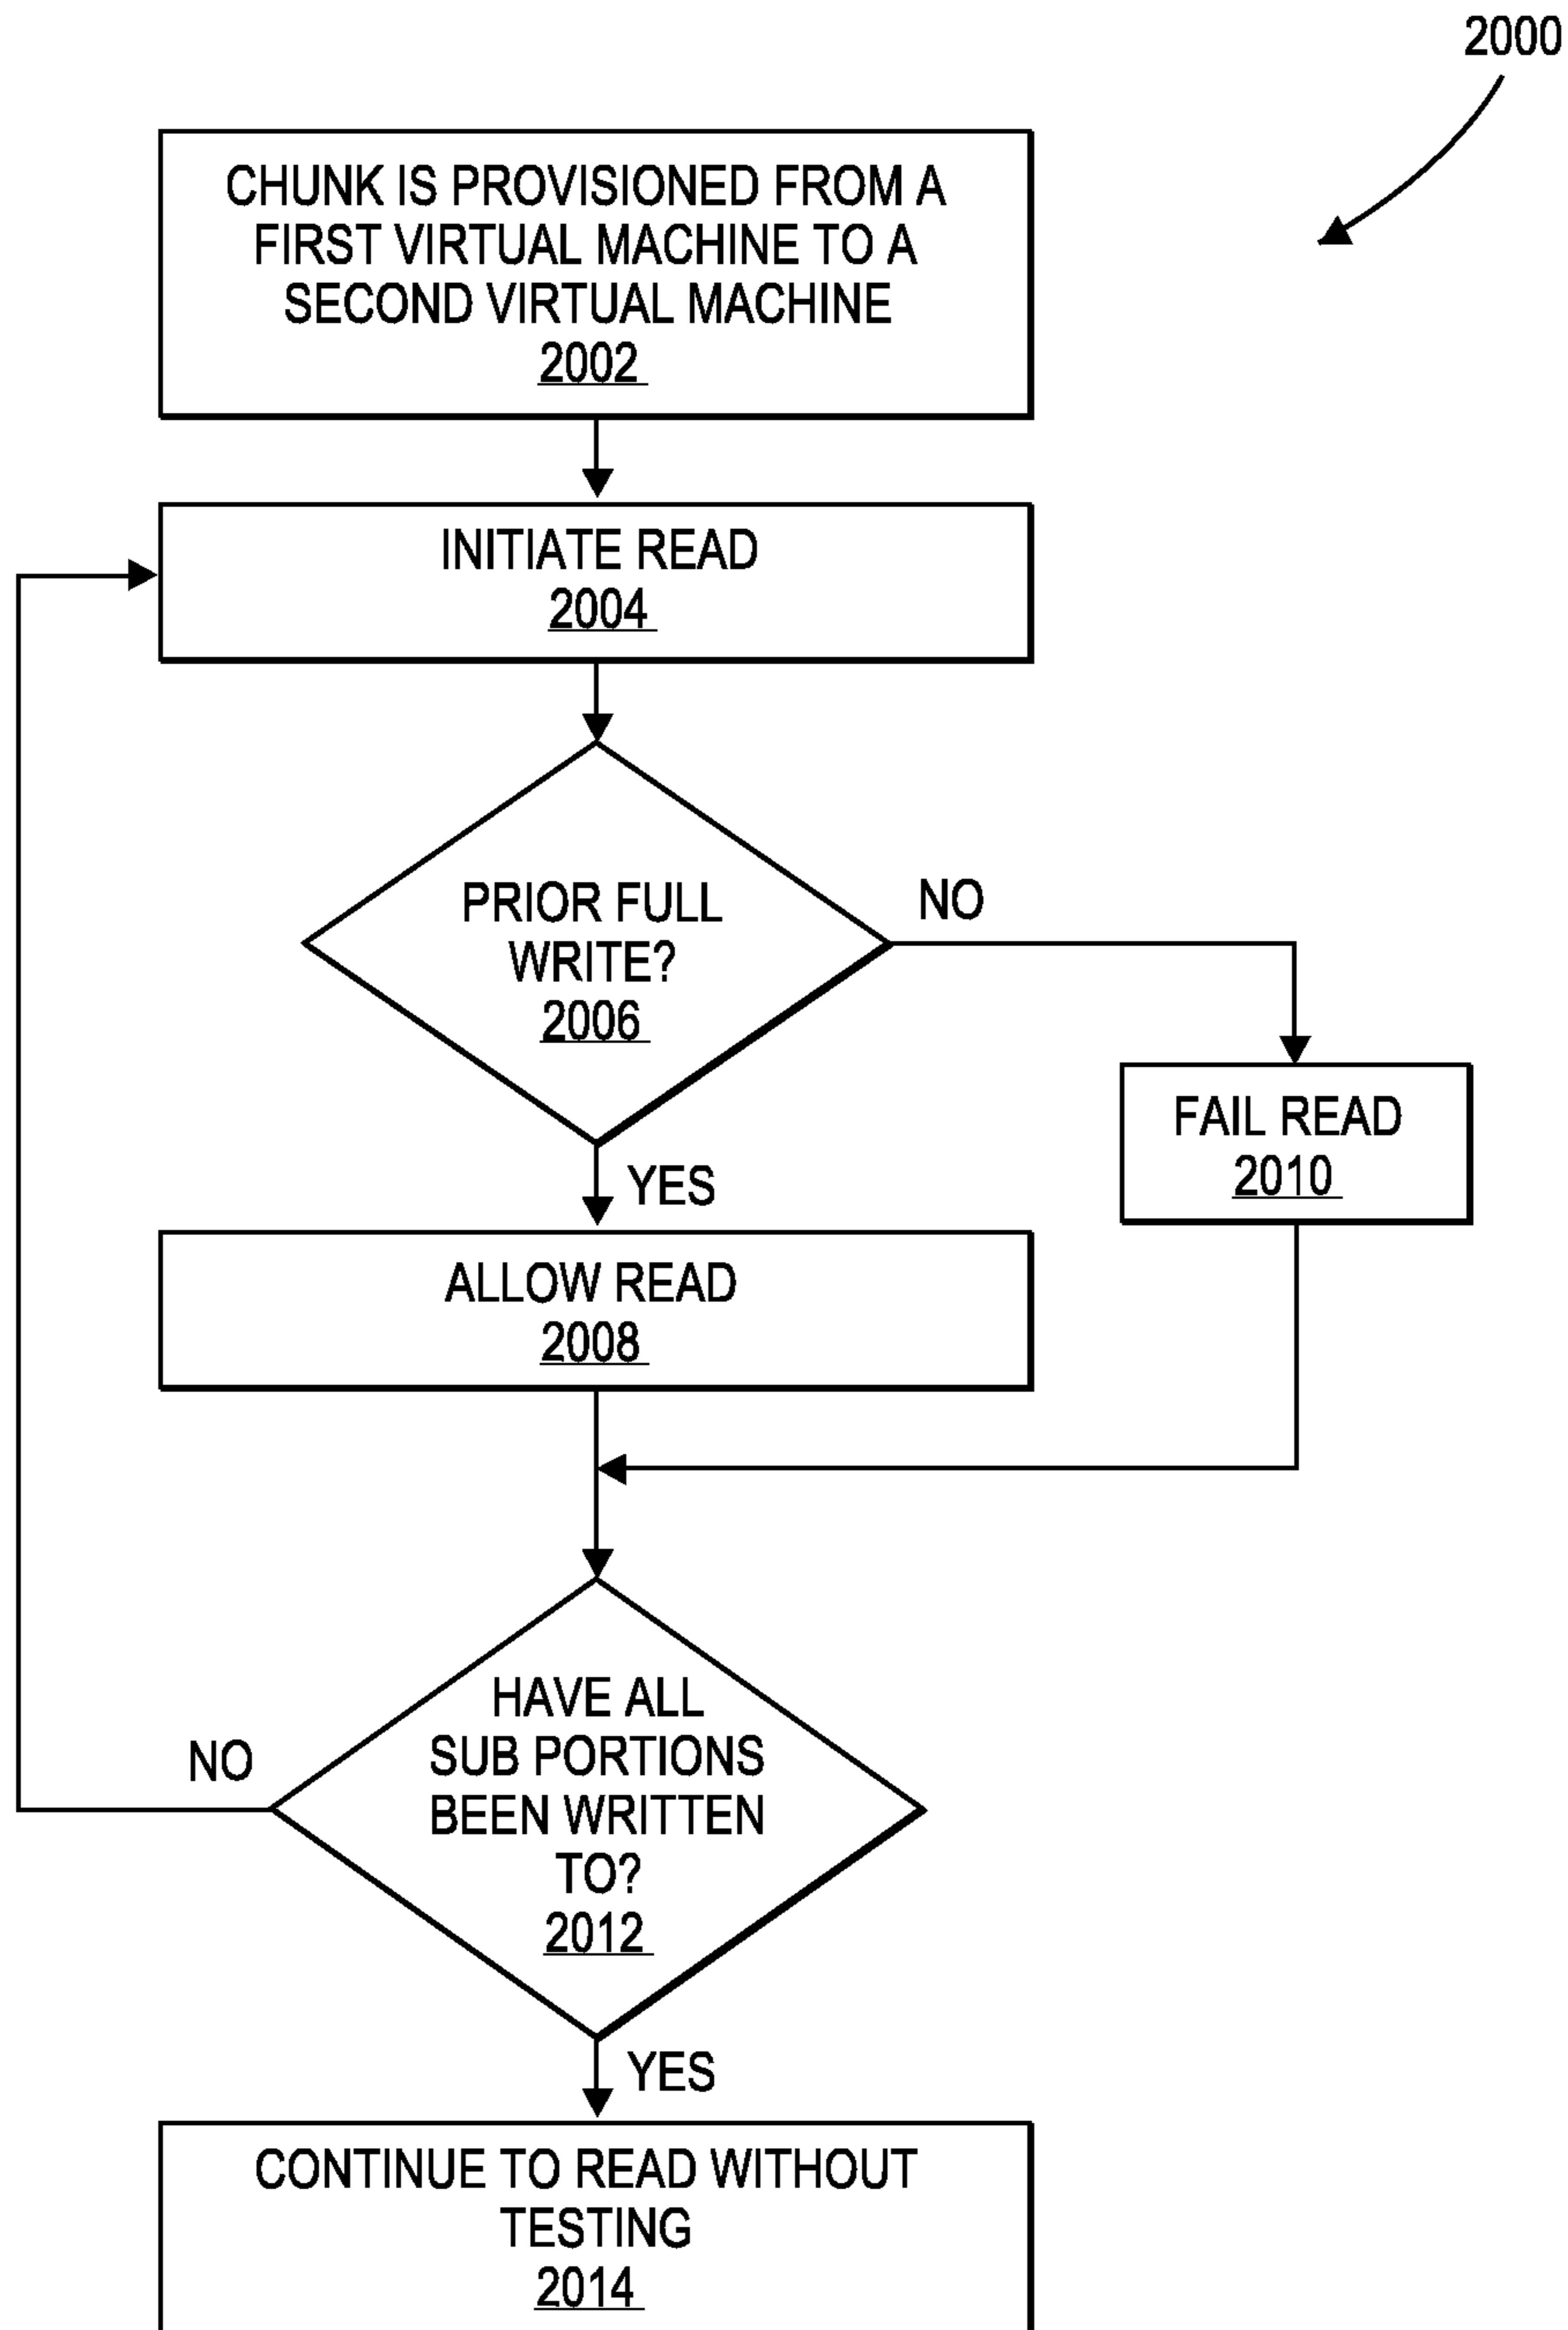 2000
CHUNK IS PROVISIONED FROM A
FIRST VIRTUAL MACHINE TO A
SECOND VIRTUAL MACHINE
2002
INITIATE READ
2004
PRIOR FULL
WRITE?
2006
NO
FAIL READ
2010
YES
ALLOW READ
2008
HAVE ALL
SUB PORTIONS
BEEN WRITTEN
TO?
2012
NO
YES
CONTINUE TO READ WITHOUT
TESTING
2014